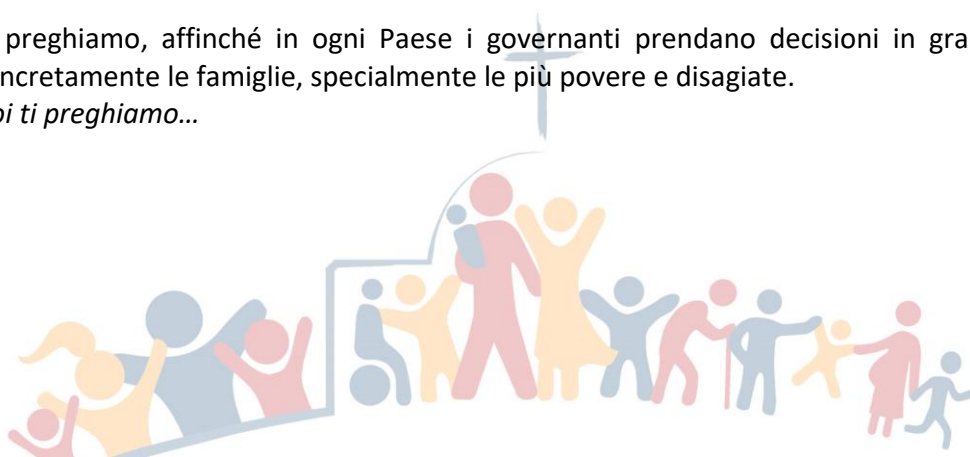 preghiamo, affinché in ogni Paese i governanti prendano decisioni in gra
ncretamente le famiglie, specialmente le più povere e disagiate.
oi ti preghiamo…